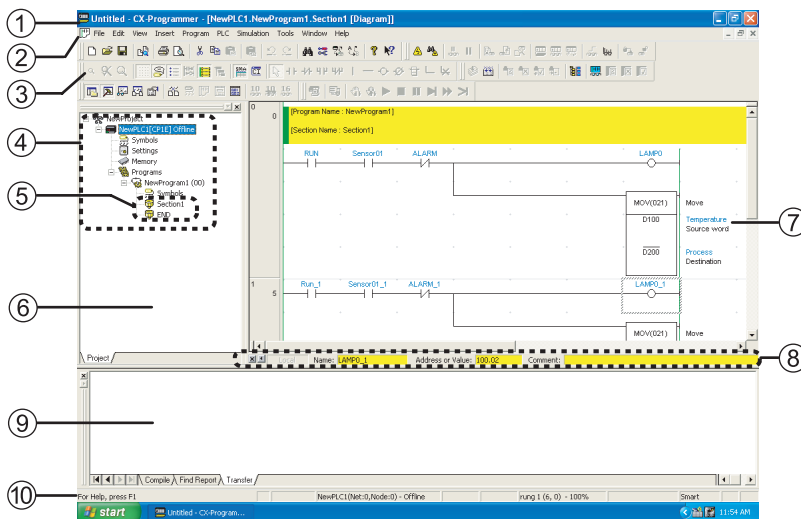 Untitled - CX-Programmer - [NewPLC1.NewProgram1.Section1 [Diagram]]
File Edit View Insert Program PLC Simulation Tools Window Help
1
2
3
4
5
6
7
8
9
10
NewProject
NewPLC1[CP1E] Offline
Symbols
Settings
Memory
Programs
NewProgram1 (00)
Symbols
Section1
END
Project
0
0
[Program Name : NewProgram1]
[Section Name : Section1]
RUN Sensor01 ALARM LAMP0
MOV(021) Move
D100 Temperature
Source word
D200 Process
Destination
1
5
Run_1 Sensor01_1 ALARM_1 LAMP0_1
MOV(021) Move
Local Name: LAMP0_1 Address or Value: 100.02 Comment:
Compile Find Report Transfer
For Help, press F1 NewPLC1(Net:0,Node:0) - Offline rung 1 (6, 0) - 100% Smart
start Untitled - CX-Program... 11:54 AM